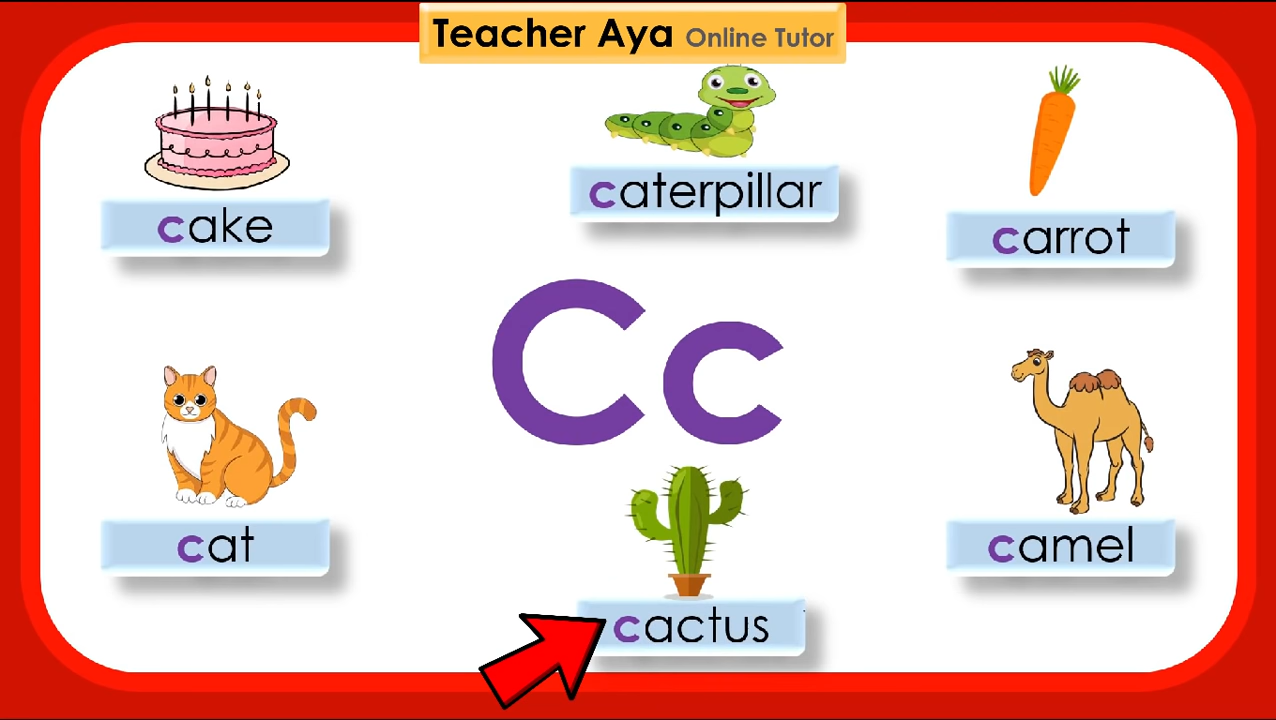 Teacher Aya Online Tutor
cake
caterpillar
carrot
Cc
cat
cactus
camel